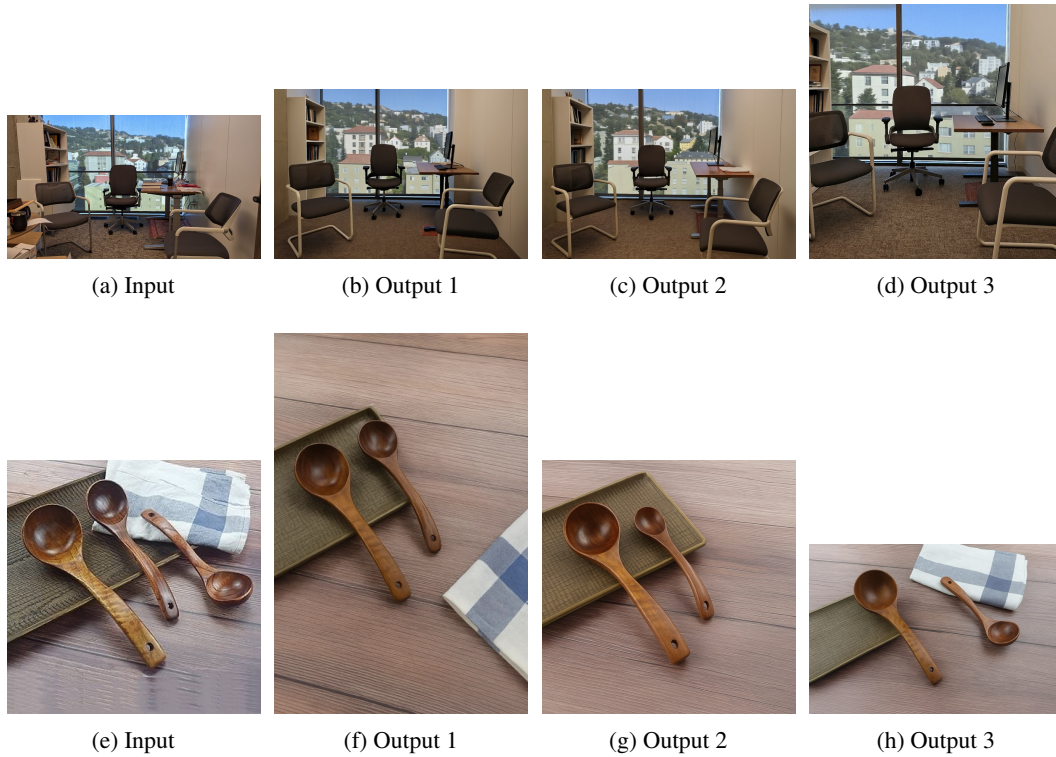 (a) Input
(b) Output 1
(c) Output 2
(d) Output 3
(e) Input
(f) Output 1
(g) Output 2
(h) Output 3